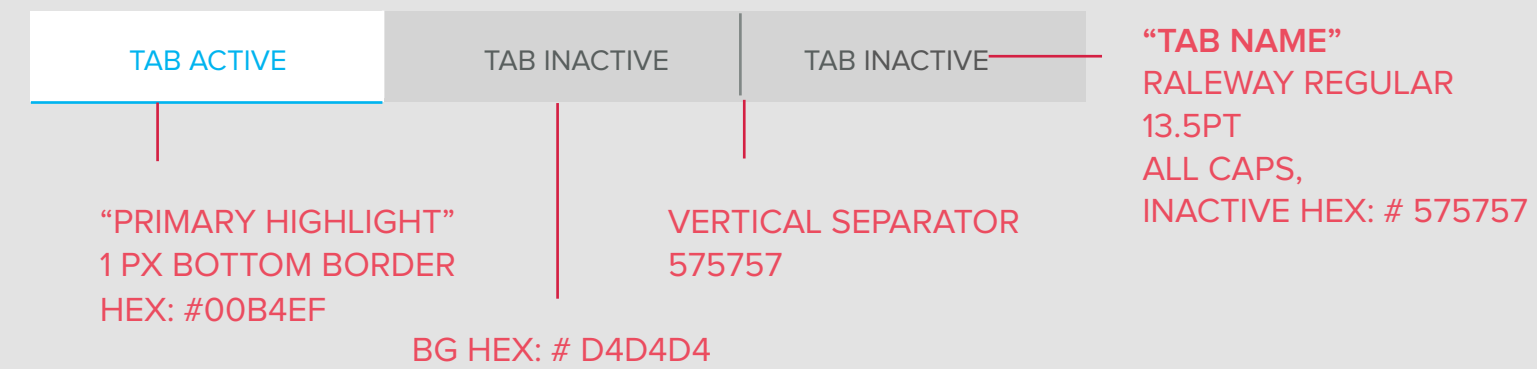 TAB ACTIVE
TAB INACTIVE
TAB INACTIVE
“TAB NAME”
RALEWAY REGULAR
13.5PT
ALL CAPS,
INACTIVE HEX: # 575757
“PRIMARY HIGHLIGHT”
1 PX BOTTOM BORDER
HEX: #00B4EF
VERTICAL SEPARATOR
575757
BG HEX: # D4D4D4